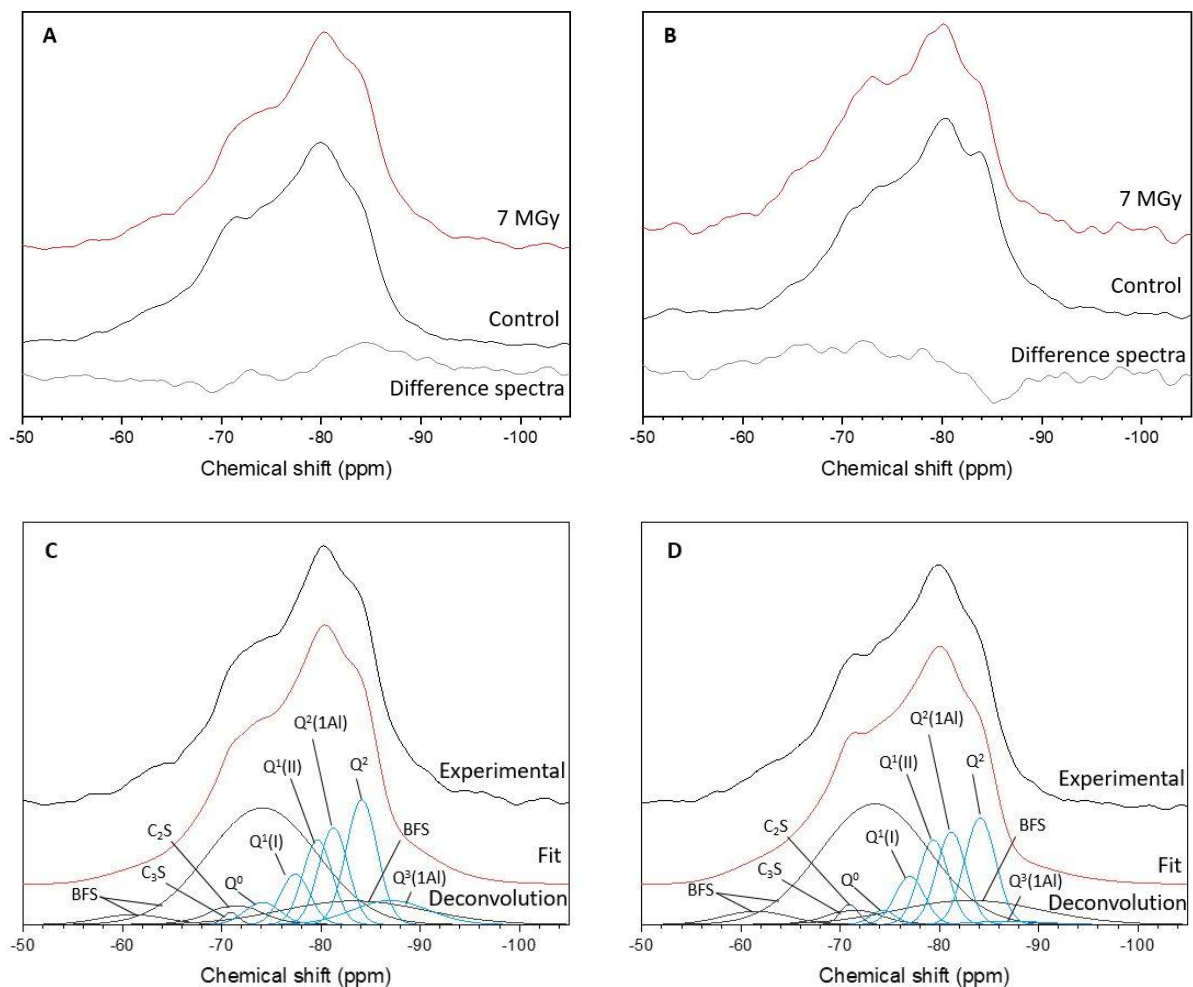 A
7 MGy
Control
Difference spectra
-50 -60 -70 -80 -90 -100
Chemical shift (ppm)
B
7 MGy
Control
Difference spectra
-50 -60 -70 -80 -90 -100
Chemical shift (ppm)
C
Q²(1Al)
Q¹(II)
Q²
Experimental
C₂S
Q¹(I)
BFS
Fit
C₃S
Q⁰
Q³(1Al)
BFS
Deconvolution
-50 -60 -70 -80 -90 -100
Chemical shift (ppm)
D
Q²(1Al)
Q¹(II)
Q²
Experimental
C₂S
Q¹(I)
BFS
Fit
C₃S
Q⁰
Q³(1Al)
BFS
Deconvolution
-50 -60 -70 -80 -90 -100
Chemical shift (ppm)